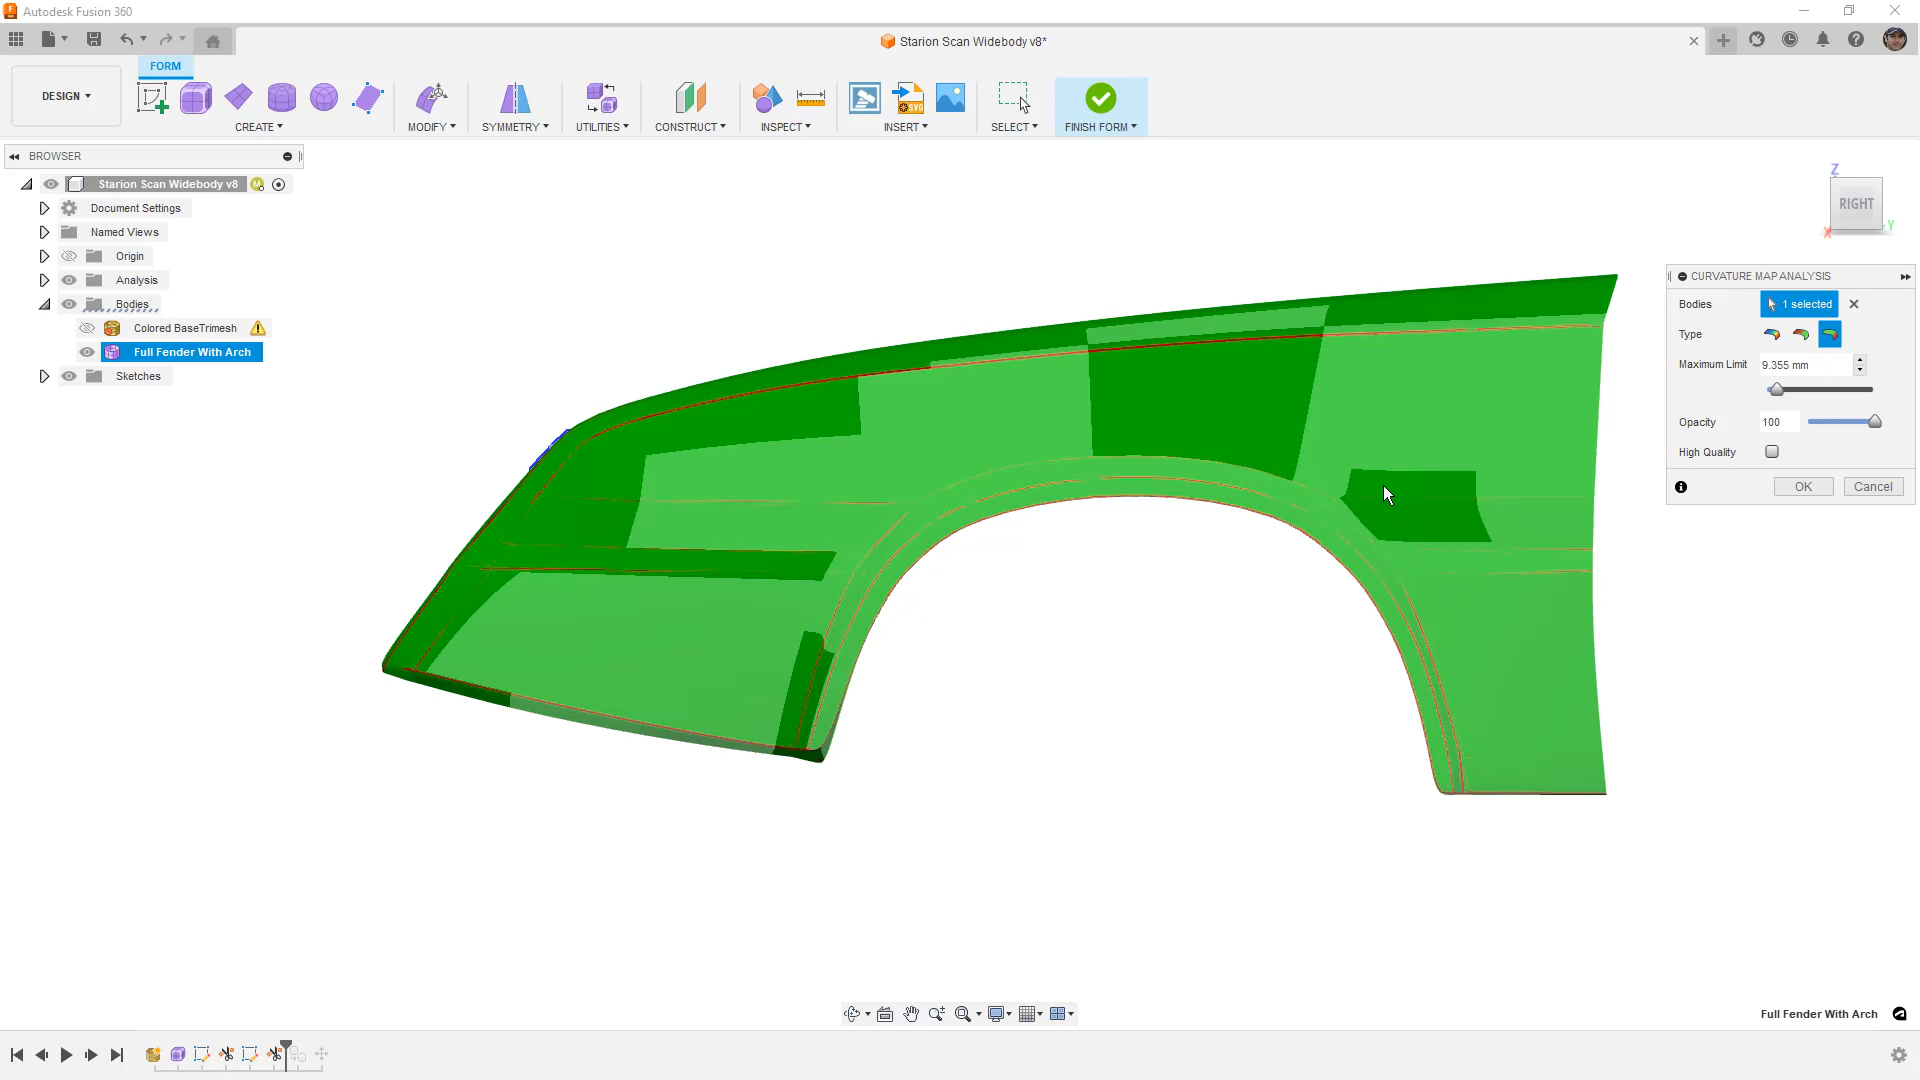 Autodesk Fusion 360
Starion Scan Widebody v8*
DESIGN
FORM
CREATE
MODIFY
SYMMETRY
UTILITIES
CONSTRUCT
INSPECT
INSERT
SELECT
FINISH FORM
BROWSER
Starion Scan Widebody v8
Document Settings
Named Views
Origin
Analysis
Bodies
Colored BaseTrimesh
Full Fender With Arch
Sketches
Z
RIGHT
X
Y
CURVATURE MAP ANALYSIS
Bodies 1 selected
Type
Maximum Limit 9.355 mm
Opacity 100
High Quality
OK Cancel
Full Fender With Arch